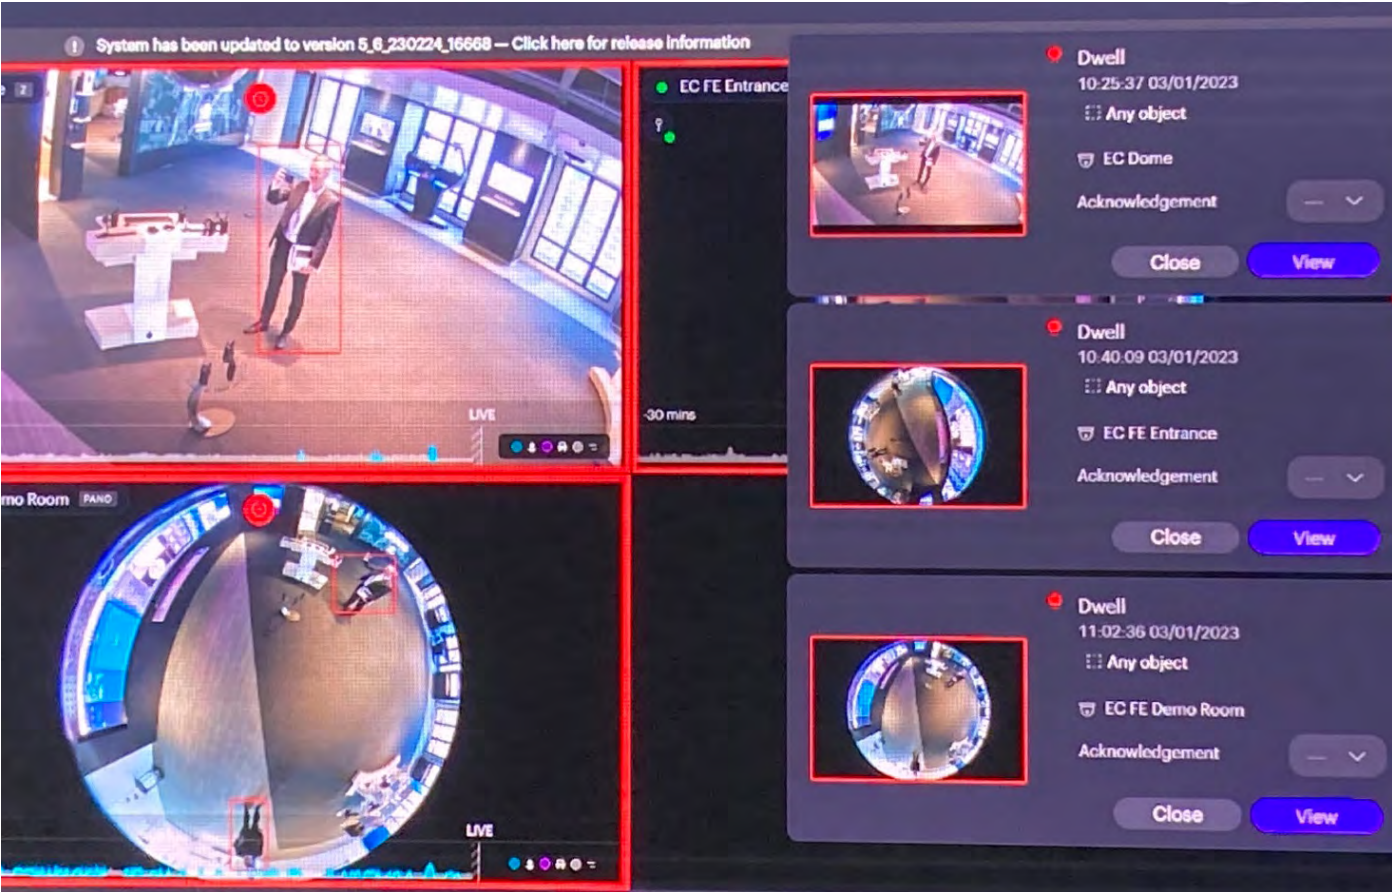 System has been updated to version 5_6_230224_16668 — Click here for release information
2
EC FE Entrance
LIVE
-30 mins
mo Room PANO
LIVE
Dwell
10:25:37 03/01/2023
Any object
EC Dome
Acknowledgement —
Close View
Dwell
10:40:09 03/01/2023
Any object
EC FE Entrance
Acknowledgement —
Close View
Dwell
11:02:36 03/01/2023
Any object
EC FE Demo Room
Acknowledgement —
Close View